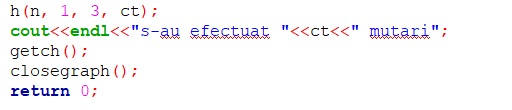 h(n, 1, 3, ct);
cout<<endl<<"s-au efectuat "<<ct<<" mutari";
getch();
closegraph();
return 0;